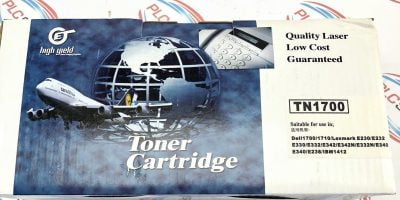 high yield
Quality Laser
Low Cost
Guaranteed
Toner
Cartridge
TN1700
Suitable for use in:
Dell1700/1710/Lexmark E230/E232
E330/E332/E342/E342N/E332N/E340
E340/E238/IBM1412